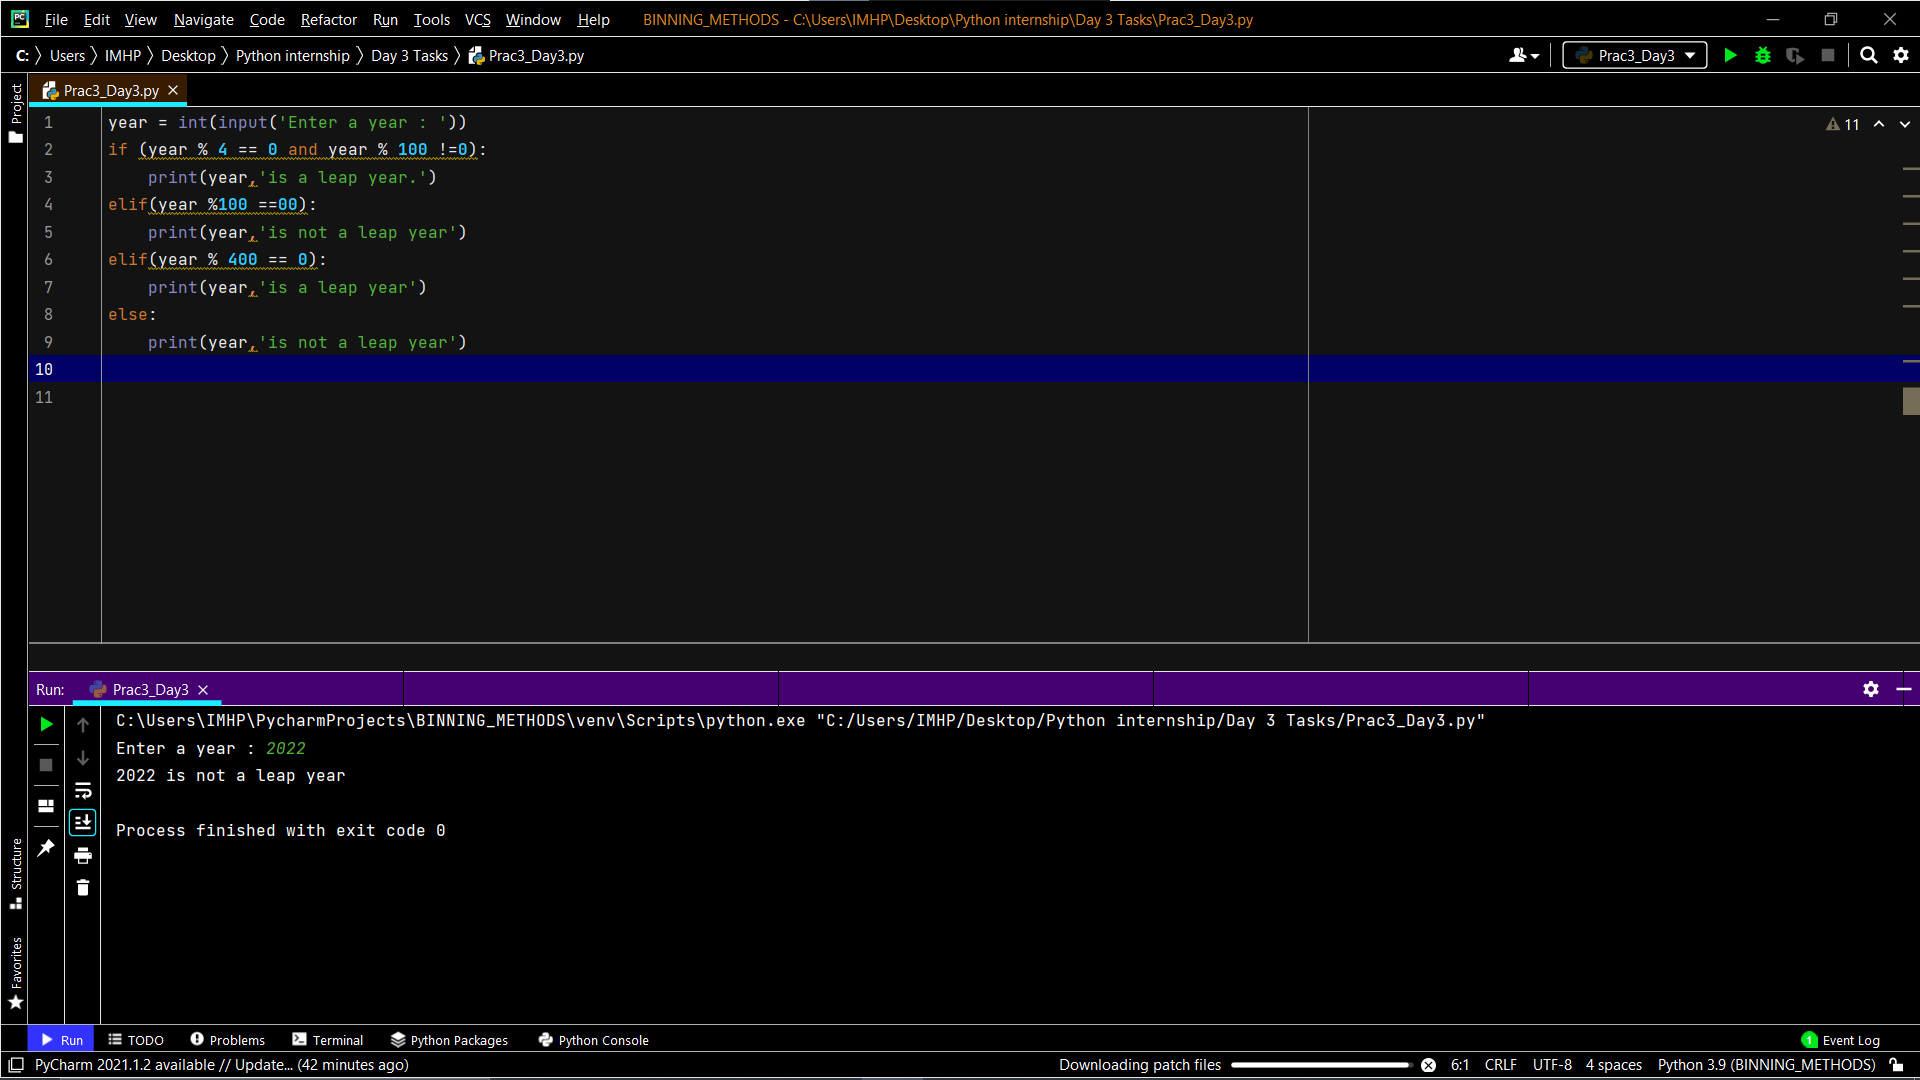 File Edit View Navigate Code Refactor Run Tools VCS Window Help BINNING_METHODS - C:\Users\IMHP\Desktop\Python internship\Day 3 Tasks\Prac3_Day3.py
C: Users IMHP Desktop Python internship Day 3 Tasks Prac3_Day3.py Prac3_Day3
Project
Prac3_Day3.py
11
1 year = int(input('Enter a year : '))
2 if (year % 4 == 0 and year % 100 !=0):
3     print(year,'is a leap year.')
4 elif(year %100 ==00):
5     print(year,'is not a leap year')
6 elif(year % 400 == 0):
7     print(year,'is a leap year')
8 else:
9     print(year,'is not a leap year')
10
11
Run: Prac3_Day3
C:\Users\IMHP\PycharmProjects\BINNING_METHODS\venv\Scripts\python.exe "C:/Users/IMHP/Desktop/Python internship/Day 3 Tasks/Prac3_Day3.py"
Enter a year : 2022
2022 is not a leap year
Process finished with exit code 0
Structure
Favorites
Run TODO Problems Terminal Python Packages Python Console 1 Event Log
PyCharm 2021.1.2 available // Update... (42 minutes ago) Downloading patch files 6:1 CRLF UTF-8 4 spaces Python 3.9 (BINNING_METHODS)